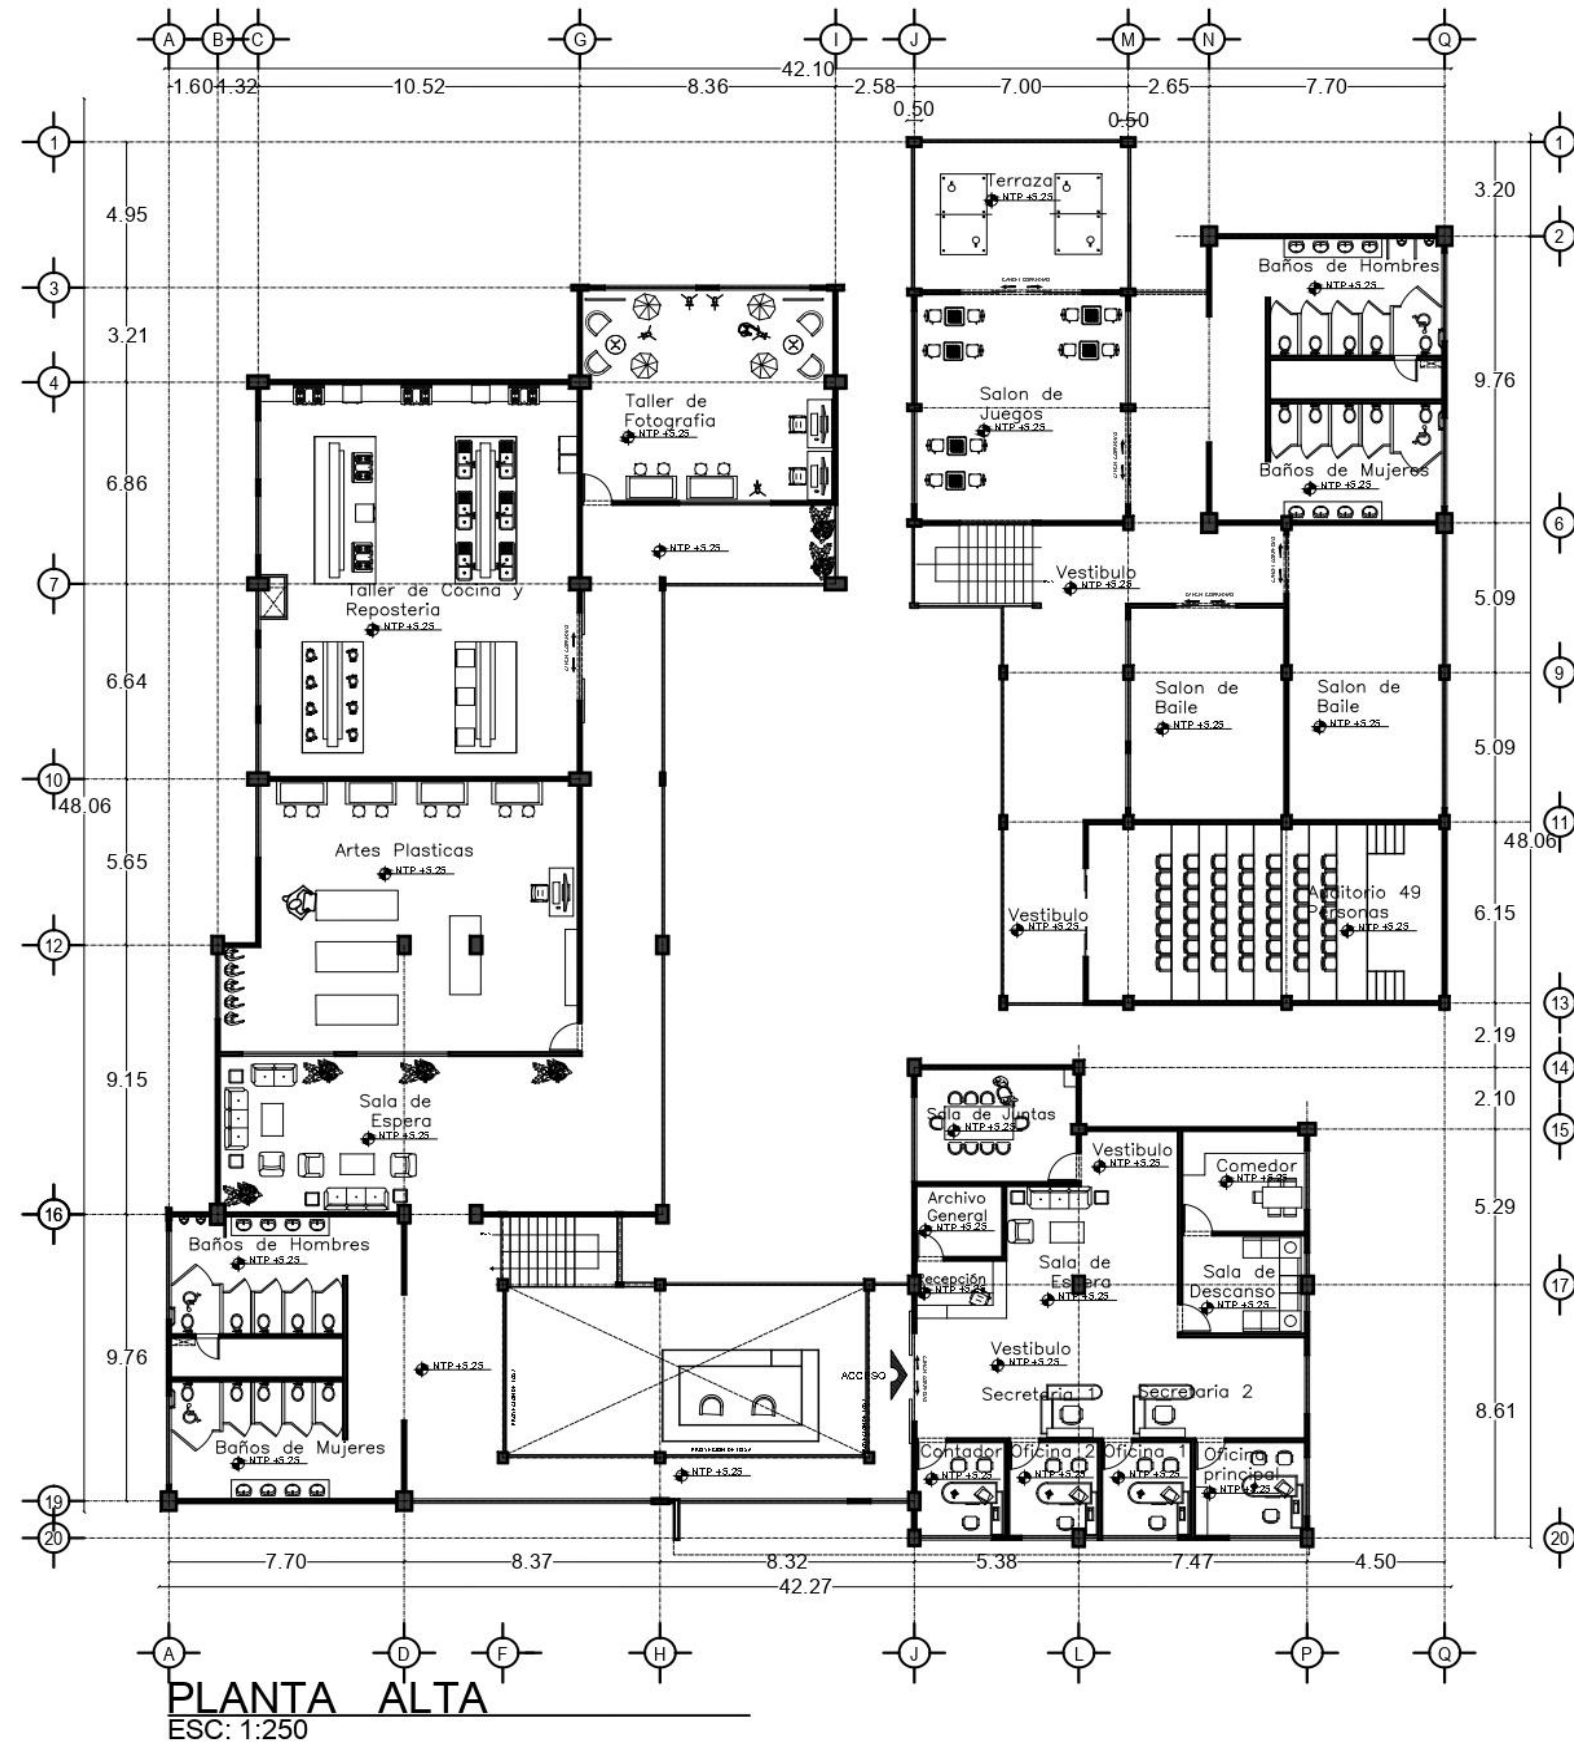 A B C G I J M N Q
42.10
1.60 1.32 10.52 8.36 2.58 7.00 2.65 7.70
0.50
0.50
1 1
3.20
Terraza
NTP +5.25
4.95
2
Baños de Hombres
NTP +5.25
3
3.21
4
9.76
Taller de
Fotografia
NTP +5.25
Salon de
Juegos
NTP +5.25
6.86
Baños de Mujeres
NTP +5.25
6
NTP +5.25
Vestibulo
NTP +5.25
7
Taller de Cocina y
Reposteria
NTP +5.25
5.09
6.64
9
Salon de
Baile
NTP +5.25
Salon de
Baile
NTP +5.25
5.09
10
48.06
11
48.06
5.65
Artes Plasticas
NTP +5.25
Auditorio 49
Personas
NTP +5.25
6.15
Vestibulo
NTP +5.25
12
13
2.19
14
9.15
2.10
Sala de
Espera
NTP +5.25
Sala de Juntas
NTP +5.25
15
Vestibulo
NTP +5.25
Comedor
NTP +5.25
Archivo
General
NTP +5.25
5.29
16
Baños de Hombres
NTP +5.25
Sala de
Espera
NTP +5.25
Sala de
Descanso
NTP +5.25
Recepción
NTP +5.25
17
9.76
NTP +5.25
ACCESO
Vestibulo
NTP +5.25
Secretaria 1
Secretaria 2
8.61
Baños de Mujeres
NTP +5.25
PROYECCION DE LOSA
PROYECCION DE LOSA
PROYECCION DE LOSA
NTP +5.25
Contador
NTP +5.25
Oficina 2
NTP +5.25
Oficina 1
NTP +5.25
Oficina
principal
NTP +5.25
19
20 20
7.70 8.37 8.32 5.38 7.47 4.50
42.27
A D F H J L P Q
PLANTA ALTA
ESC: 1:250